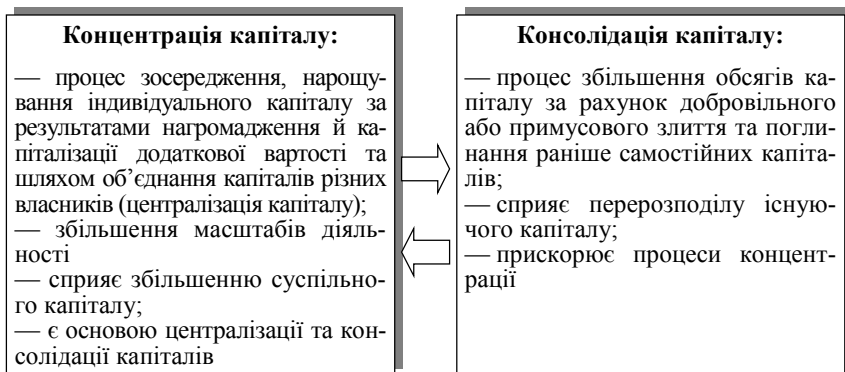 Концентрація капіталу:
— процес зосередження, нарощу-
вання індивідуального капіталу за
результатами нагромадження й ка-
піталізації додаткової вартості та
шляхом об’єднання капіталів різних
власників (централізація капіталу);
— збільшення масштабів діяль-
ності
— сприяє збільшенню суспільно-
го капіталу;
— є основою централізації та кон-
солідації капіталів
Консолідація капіталу:
— процес збільшення обсягів ка-
піталу за рахунок добровільного
або примусового злиття та погли-
нання раніше самостійних капіта-
лів;
— сприяє перерозподілу існую-
чого капіталу;
— прискорює процеси концент-
рації